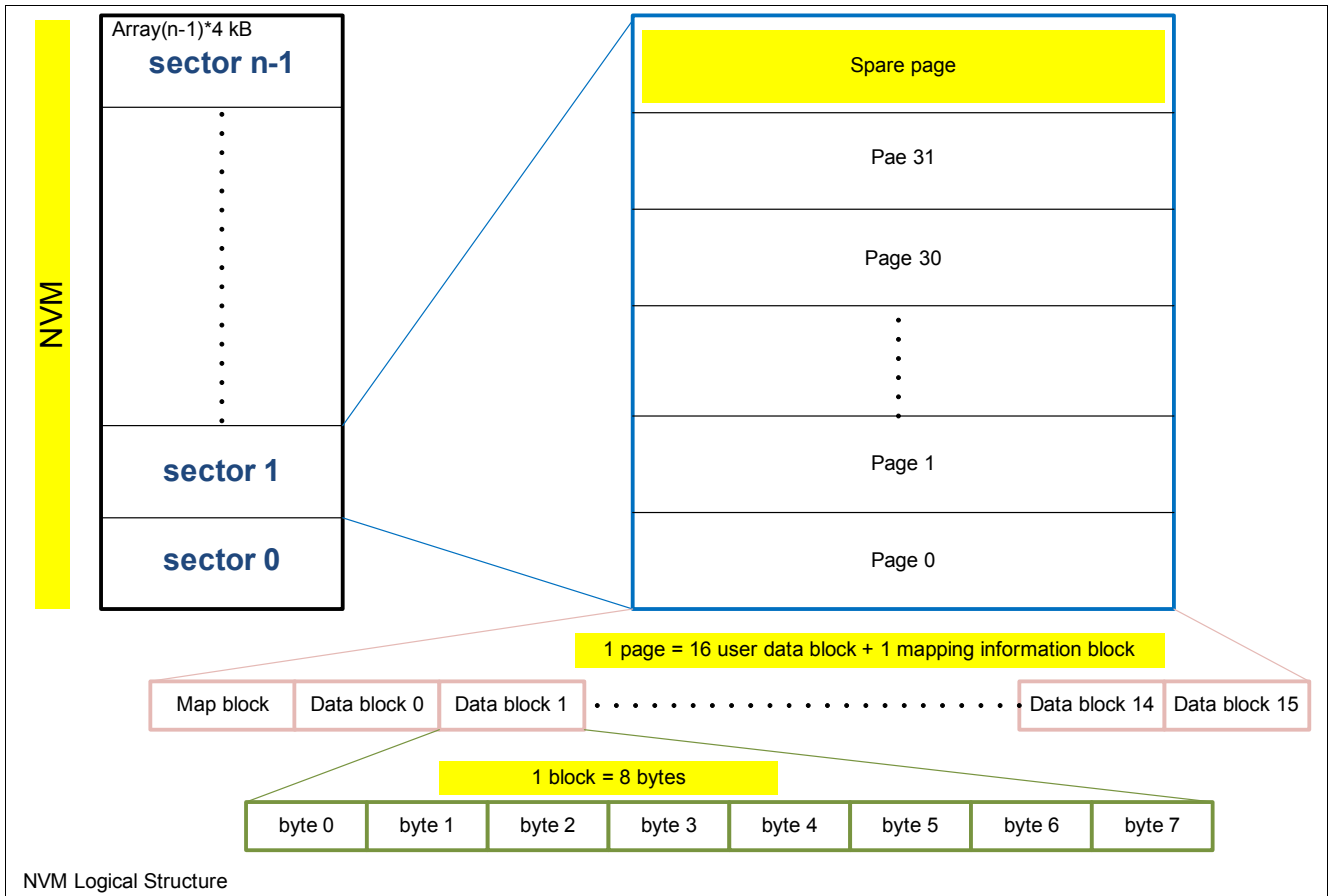 NVM
Array(n-1)*4 kB
sector n-1
sector 1
sector 0
Spare page
Pae 31
Page 30
Page 1
Page 0
1 page = 16 user data block + 1 mapping information block
Map block
Data block 0
Data block 1
Data block 14
Data block 15
1 block = 8 bytes
byte 0
byte 1
byte 2
byte 3
byte 4
byte 5
byte 6
byte 7
NVM Logical Structure